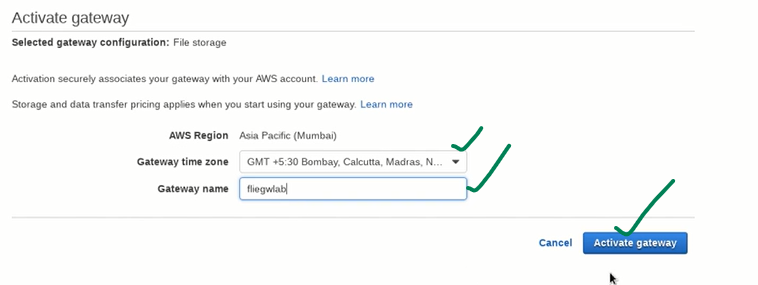 Activate gateway
Selected gateway configuration: File storage
Activation securely associates your gateway with your AWS account. Learn more
Storage and data transfer pricing applies when you start using your gateway. Learn more
AWS Region Asia Pacific (Mumbai)
Gateway time zone GMT +5:30 Bombay, Calcutta, Madras, N...
Gateway name fliegwlab
Cancel Activate gateway